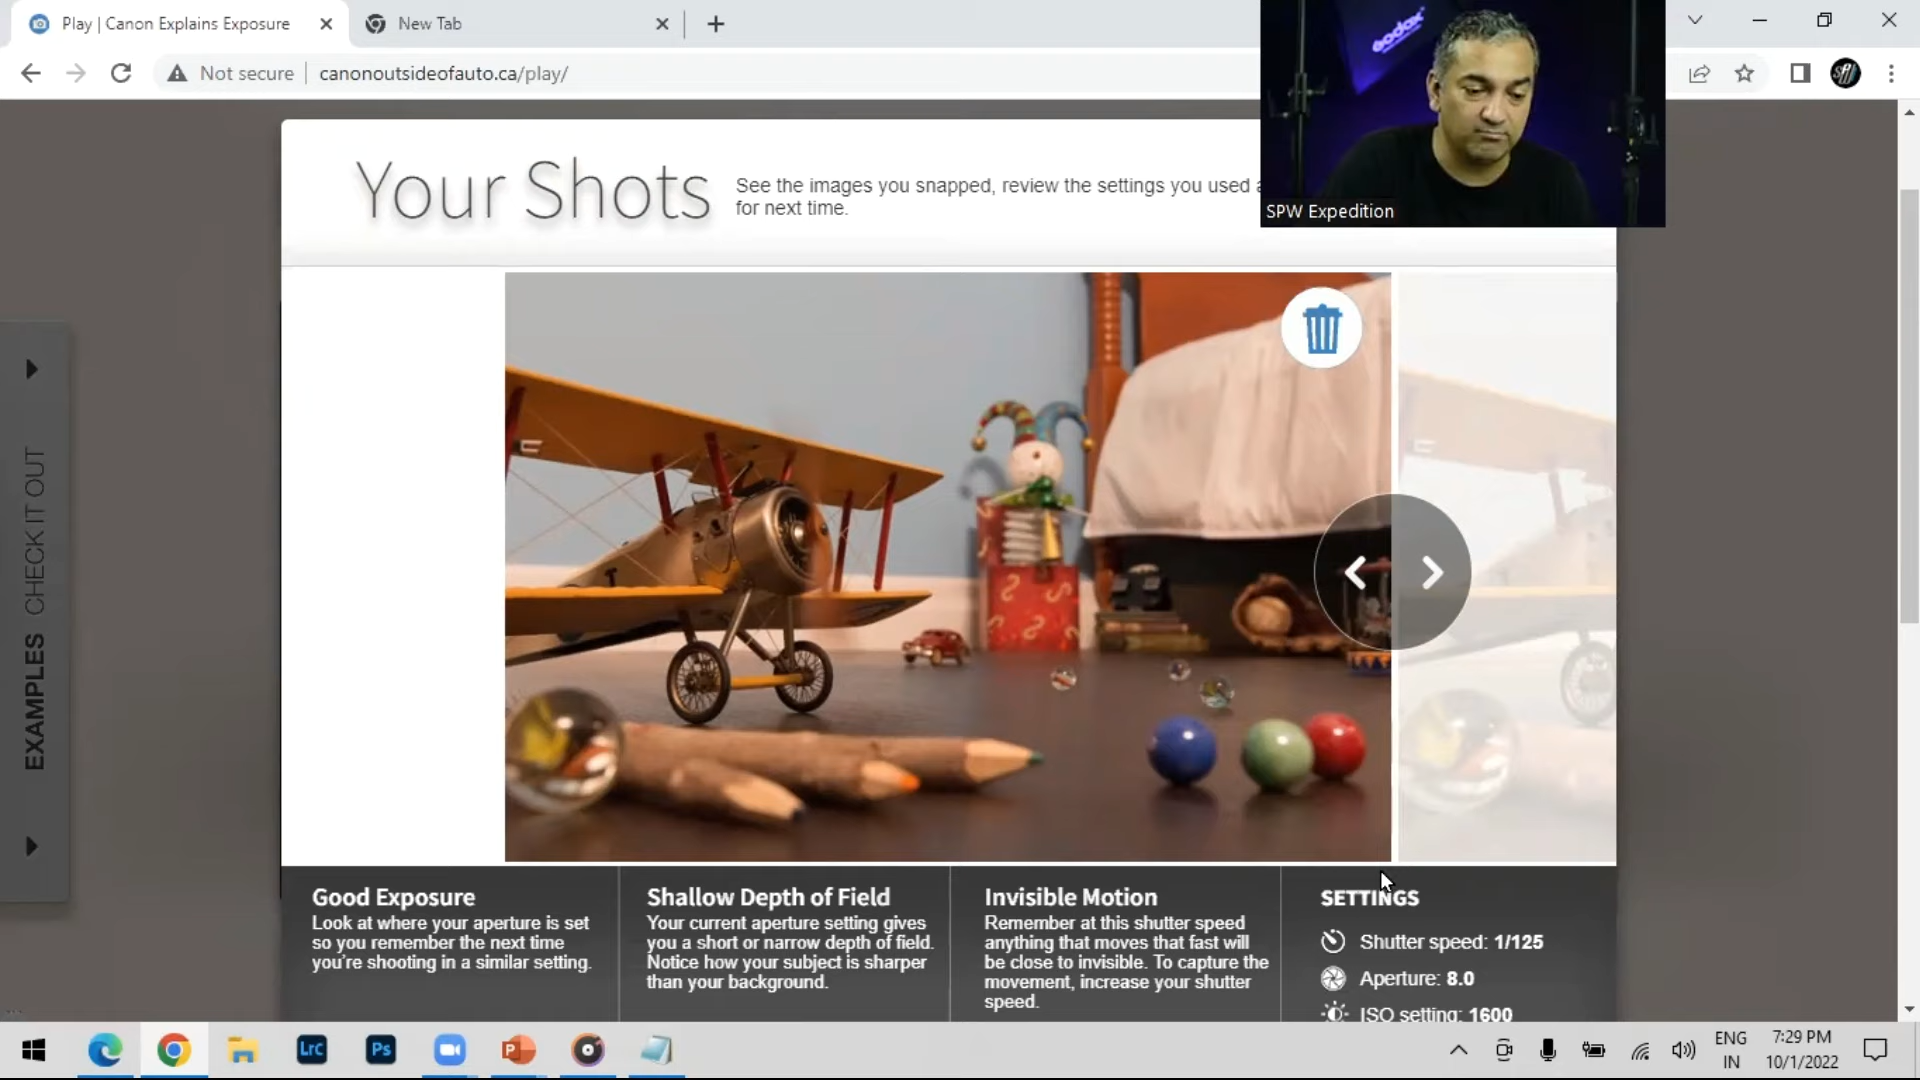 Play | Canon Explains Exposure
New Tab
Godox
Not secure
canonoutsideofauto.ca/play/
Your Shots
See the images you snapped, review the settings you used
for next time.
SPW Expedition
EXAMPLES CHECK IT OUT
Good Exposure
Look at where your aperture is set
so you remember the next time
you're shooting in a similar setting.
Shallow Depth of Field
Your current aperture setting gives
you a short or narrow depth of field.
Notice how your subject is sharper
than your background.
Invisible Motion
Remember at this shutter speed
anything that moves that fast will
be close to invisible. To capture the
movement, increase your shutter
speed.
SETTINGS
Shutter speed: 1/125
Aperture: 8.0
ISO setting: 1600
Lrc
Ps
P
ENG
IN
7:29 PM
10/1/2022